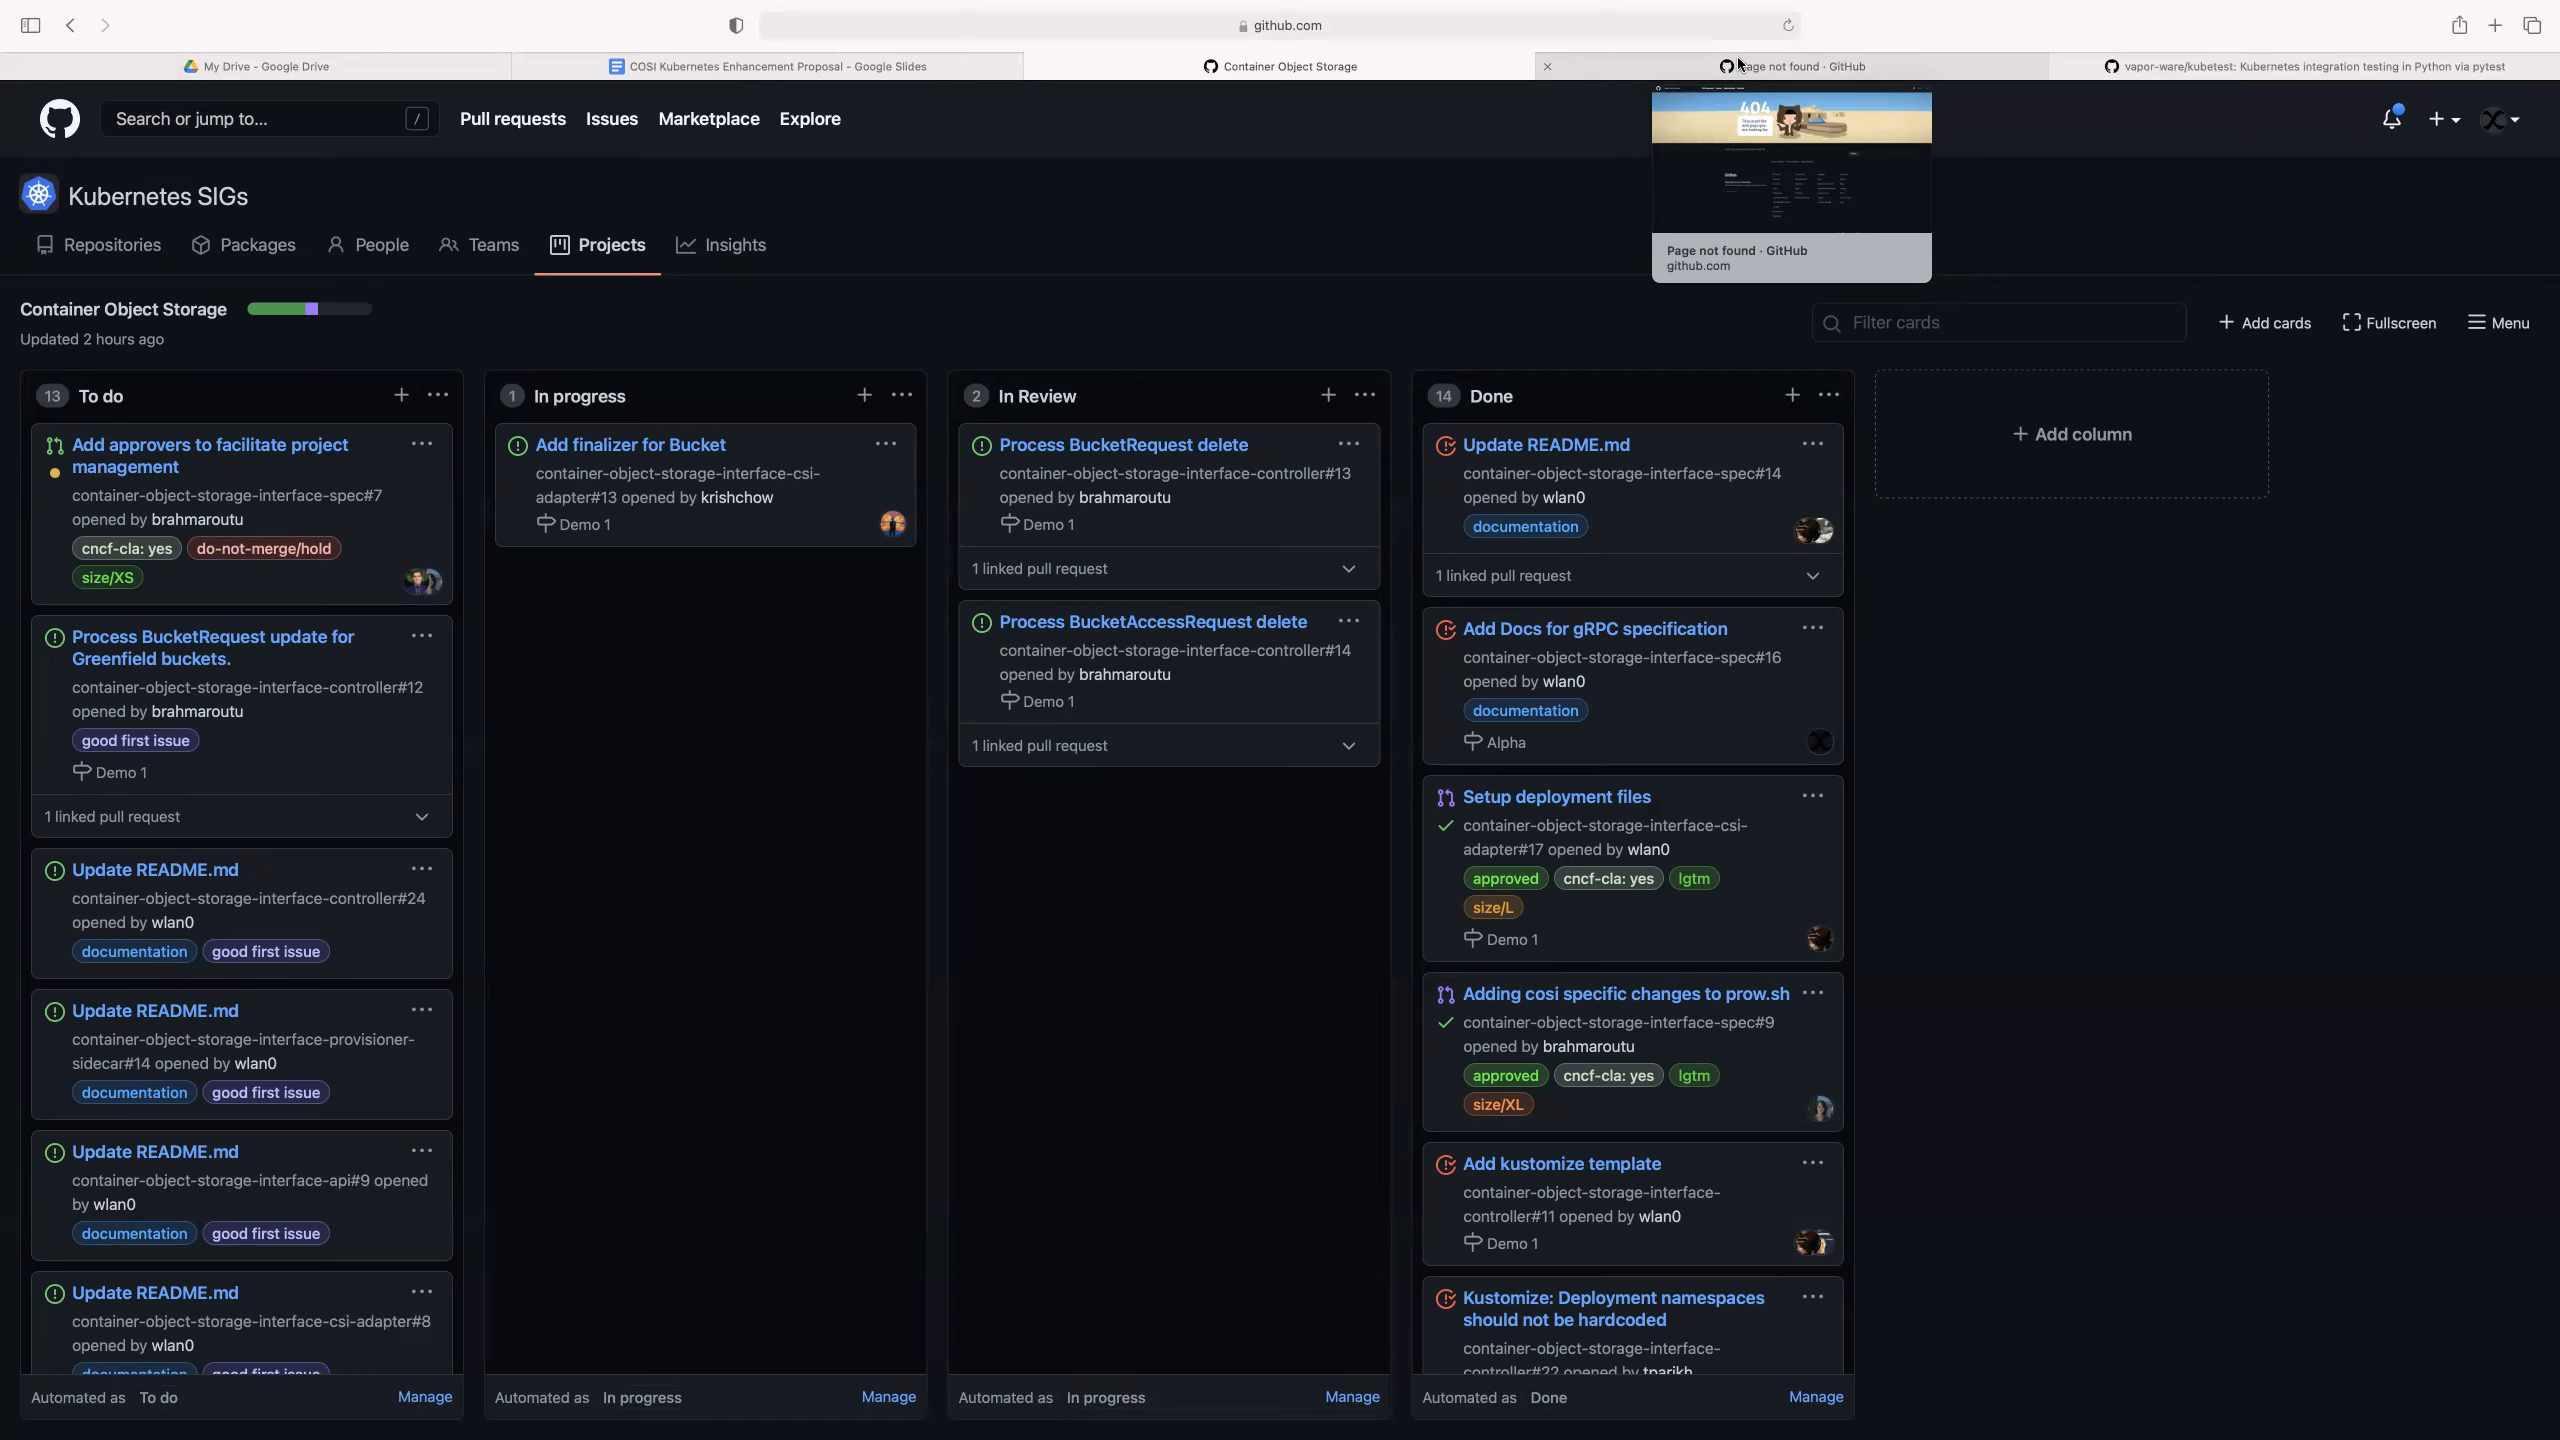 github.com
My Drive - Google Drive
COSI Kubernetes Enhancement Proposal - Google Slides
Container Object Storage
age not found · GitHub
vapor-ware/kubetest: Kubernetes integration testing in Python via pytest
Search or jump to...
/
Pull requests
Issues
Marketplace
Explore
404
Page not found · GitHub
github.com
Kubernetes SIGs
Repositories
Packages
People
Teams
Projects
Insights
Container Object Storage
Updated 2 hours ago
Filter cards
Add cards
Fullscreen
Menu
13 To do
Add approvers to facilitate project
management
container-object-storage-interface-spec#7
opened by brahmaroutu
cncf-cla: yes do-not-merge/hold
size/XS
Process BucketRequest update for
Greenfield buckets.
container-object-storage-interface-controller#12
opened by brahmaroutu
good first issue
Demo 1
1 linked pull request
Update README.md
container-object-storage-interface-controller#24
opened by wlan0
documentation good first issue
Update README.md
container-object-storage-interface-provisioner-
sidecar#14 opened by wlan0
documentation good first issue
Update README.md
container-object-storage-interface-api#9 opened
by wlan0
documentation good first issue
Update README.md
container-object-storage-interface-csi-adapter#8
opened by wlan0
documentation good first issue
Automated as To do
Manage
1 In progress
Add finalizer for Bucket
container-object-storage-interface-csi-
adapter#13 opened by krishchow
Demo 1
Automated as In progress
Manage
2 In Review
Process BucketRequest delete
container-object-storage-interface-controller#13
opened by brahmaroutu
Demo 1
1 linked pull request
Process BucketAccessRequest delete
container-object-storage-interface-controller#14
opened by brahmaroutu
Demo 1
1 linked pull request
Automated as In progress
Manage
14 Done
Update README.md
container-object-storage-interface-spec#14
opened by wlan0
documentation
1 linked pull request
Add Docs for gRPC specification
container-object-storage-interface-spec#16
opened by wlan0
documentation
Alpha
Setup deployment files
container-object-storage-interface-csi-
adapter#17 opened by wlan0
approved cncf-cla: yes lgtm
size/L
Demo 1
Adding cosi specific changes to prow.sh
container-object-storage-interface-spec#9
opened by brahmaroutu
approved cncf-cla: yes lgtm
size/XL
Add kustomize template
container-object-storage-interface-
controller#11 opened by wlan0
Demo 1
Kustomize: Deployment namespaces
should not be hardcoded
container-object-storage-interface-
controller#22 opened by tparikh
Automated as Done
Manage
Add column